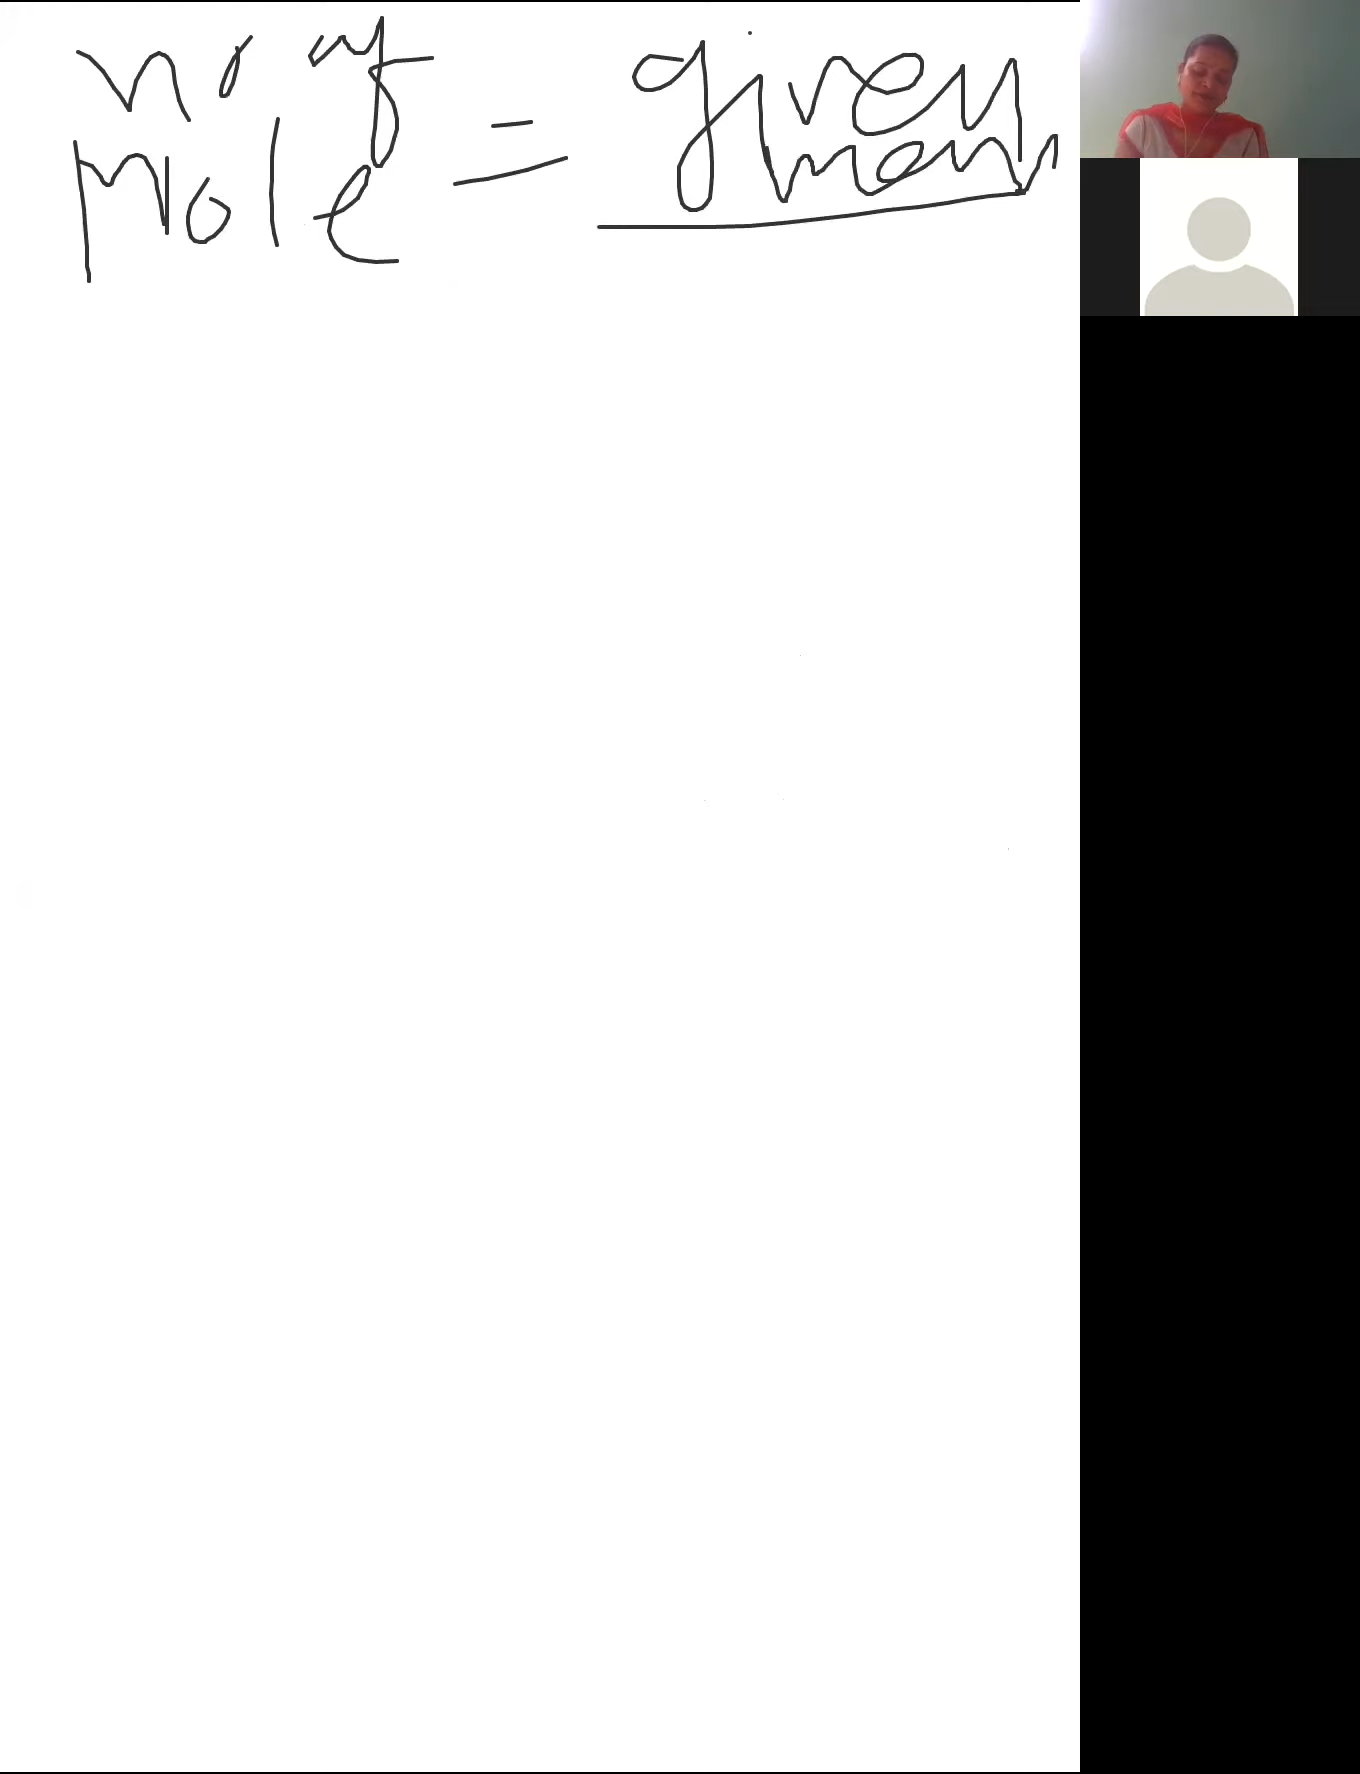 no of
Mole = given
mass